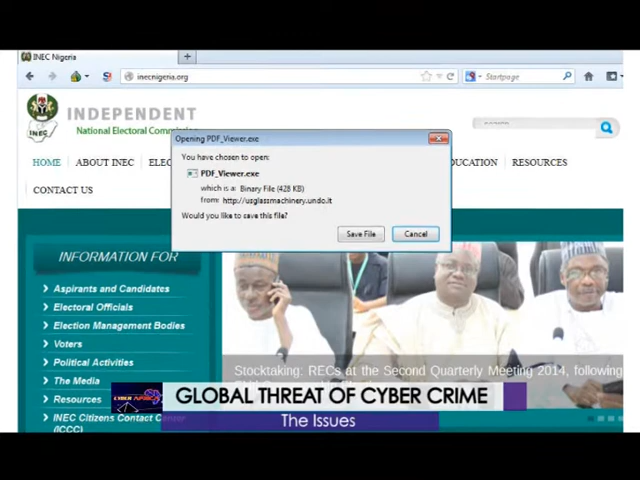 INEC Nigeria
+
inecnigeria.org
Startpage
INEC
INDEPENDENT
National Electoral Commi
Opening PDF_Viewer.exe
You have chosen to open:
PDF_Viewer.exe
which is a: Binary File (428 KB)
from: http://usglassmachinery.undo.it
Would you like to save this file?
Save File
Cancel
HOME
ABOUT INEC
ELEC
EDUCATION
RESOURCES
CONTACT US
INFORMATION FOR
Aspirants and Candidates
Electoral Officials
Election Management Bodies
Voters
Political Activities
The Media
Resources
INEC Citizens Contact Center
(ICCC)
Stocktaking: RECs at the Second Quarterly Meeting 2014, following
CYBER AFRICA
GLOBAL THREAT OF CYBER CRIME
The Issues